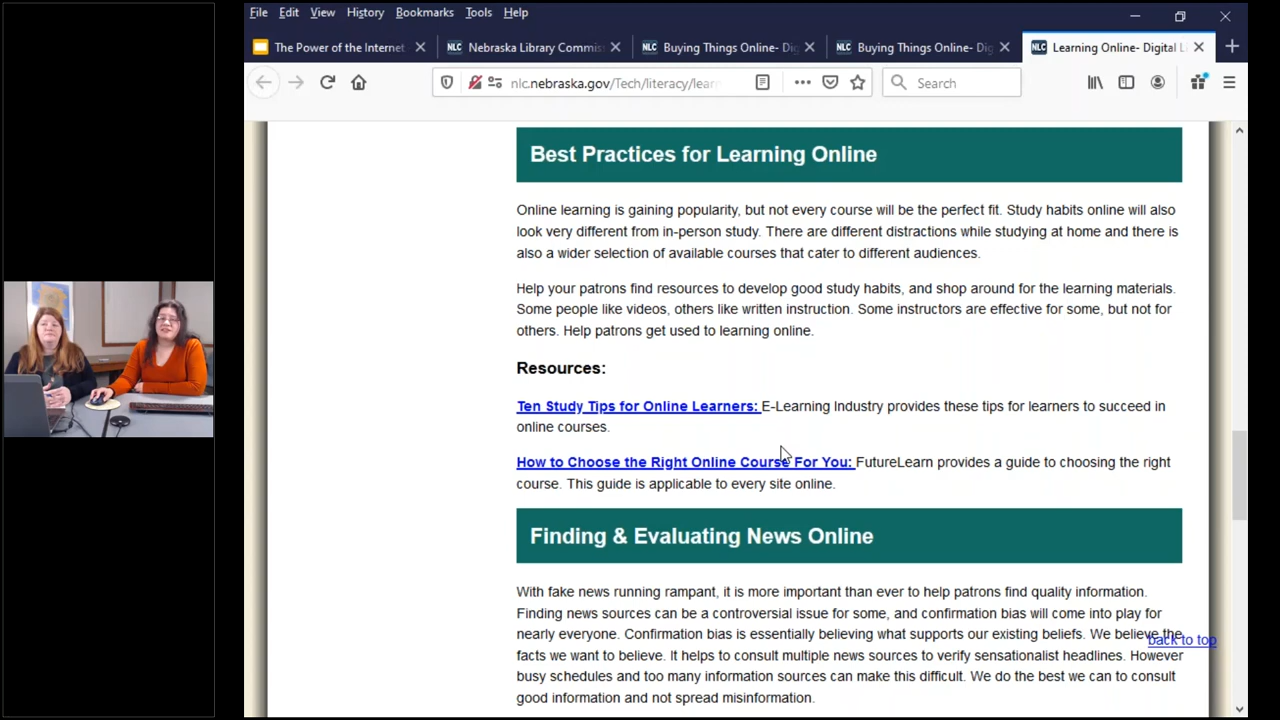 File Edit View History Bookmarks Tools Help
The Power of the Internet
NLC Nebraska Library Commis
NLC Buying Things Online- Di
NLC Buying Things Online- Dig
NLC Learning Online- Digital L
nlc.nebraska.gov/Tech/literacy/lear
Search
Best Practices for Learning Online
Online learning is gaining popularity, but not every course will be the perfect fit. Study habits online will also
look very different from in-person study. There are different distractions while studying at home and there is
also a wider selection of available courses that cater to different audiences.
Help your patrons find resources to develop good study habits, and shop around for the learning materials.
Some people like videos, others like written instruction. Some instructors are effective for some, but not for
others. Help patrons get used to learning online.
Resources:
Ten Study Tips for Online Learners: E-Learning Industry provides these tips for learners to succeed in
online courses.
How to Choose the Right Online Course For You: FutureLearn provides a guide to choosing the right
course. This guide is applicable to every site online.
Finding & Evaluating News Online
With fake news running rampant, it is more important than ever to help patrons find quality information.
Finding news sources can be a controversial issue for some, and confirmation bias will come into play for
nearly everyone. Confirmation bias is essentially believing what supports our existing beliefs. We believe the
back to top
facts we want to believe. It helps to consult multiple news sources to verify sensationalist headlines. However
busy schedules and too many information sources can make this difficult. We do the best we can to consult
good information and not spread misinformation.